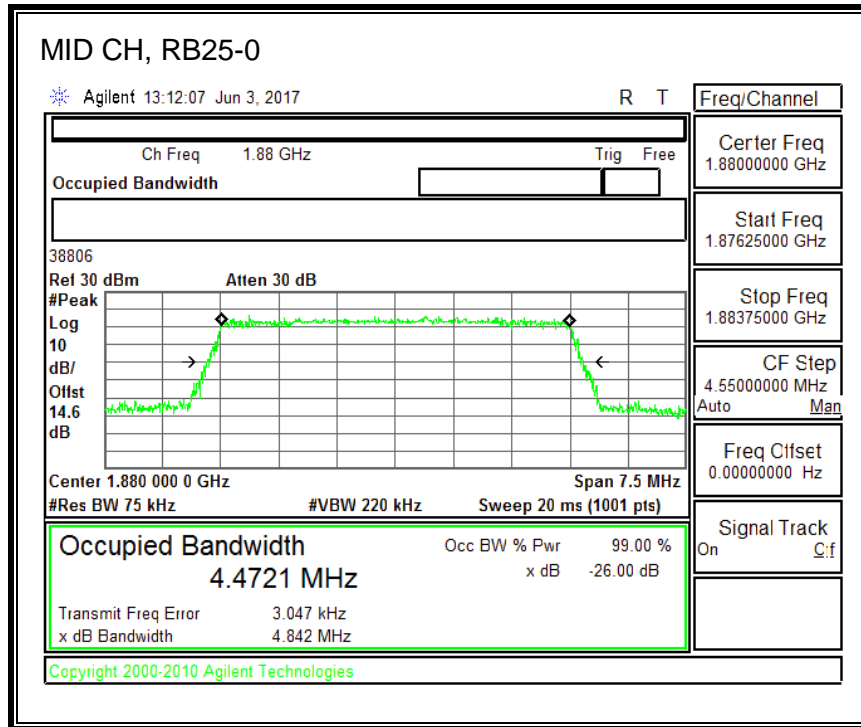 MID CH, RB25-0
Agilent 13:12:07 Jun 3, 2017 R T
Freq/Channel
Ch Freq 1.88 GHz Trig Free
Occupied Bandwidth
Center Freq
1.88000000 GHz
Start Freq
1.87625000 GHz
Stop Freq
1.88375000 GHz
CF Step
4.55000000 MHz
Auto Man
Freq Offset
0.00000000 Hz
Signal Track
On Off
38806
Ref 30 dBm Atten 30 dB
#Peak
Log
10
dB/
Offst
14.6
dB
Center 1.880 000 0 GHz Span 7.5 MHz
#Res BW 75 kHz #VBW 220 kHz Sweep 20 ms (1001 pts)
Occupied Bandwidth
4.4721 MHz
Occ BW % Pwr 99.00 %
x dB -26.00 dB
Transmit Freq Error 3.047 kHz
x dB Bandwidth 4.842 MHz
Copyright 2000-2010 Agilent Technologies